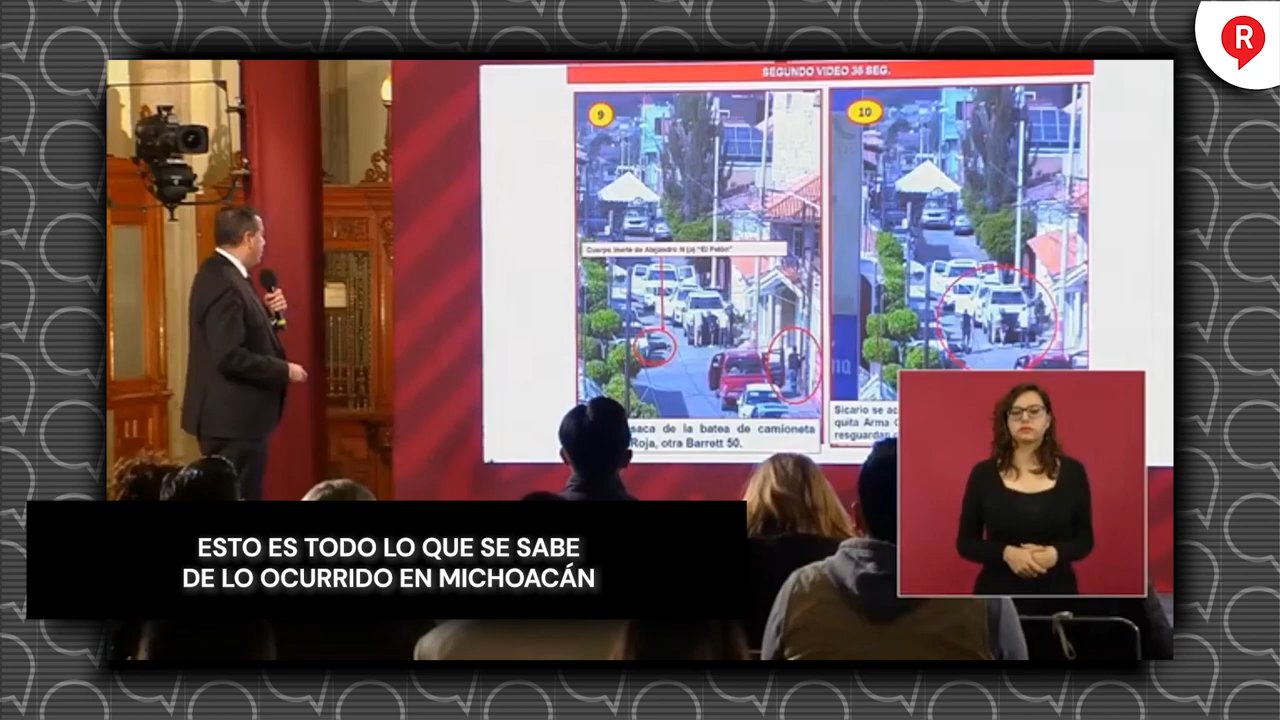 R
SEGUNDO VIDEO 35 SEG.
9
10
Cuerpo inerte de Alejandro N (a) "El Pelón"
saca de la batea de camioneta
Roja, otra Barrett 50.
Sicario se ac
quita Arma
resguardan
ESTO ES TODO LO QUE SE SABE
DE LO OCURRIDO EN MICHOACÁN